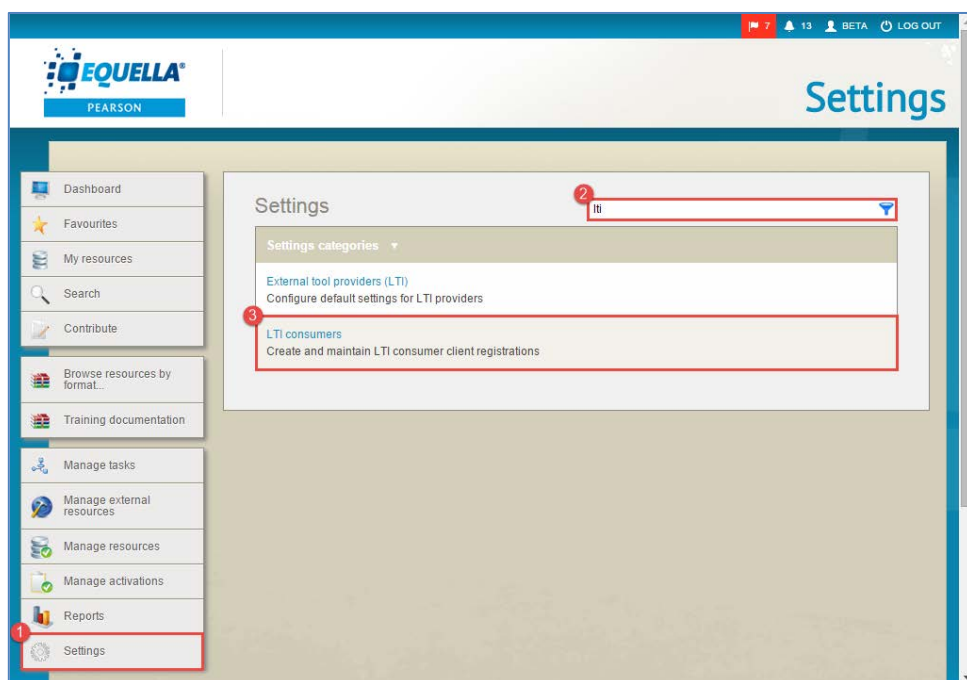 7 13 BETA LOG OUT
EQUELLA®
PEARSON
Settings
Dashboard
Favourites
My resources
Search
Contribute
Browse resources by
format...
Training documentation
Manage tasks
Manage external
resources
Manage resources
Manage activations
Reports
1
Settings
Settings
2
lti
Settings categories
External tool providers (LTI)
Configure default settings for LTI providers
3
LTI consumers
Create and maintain LTI consumer client registrations